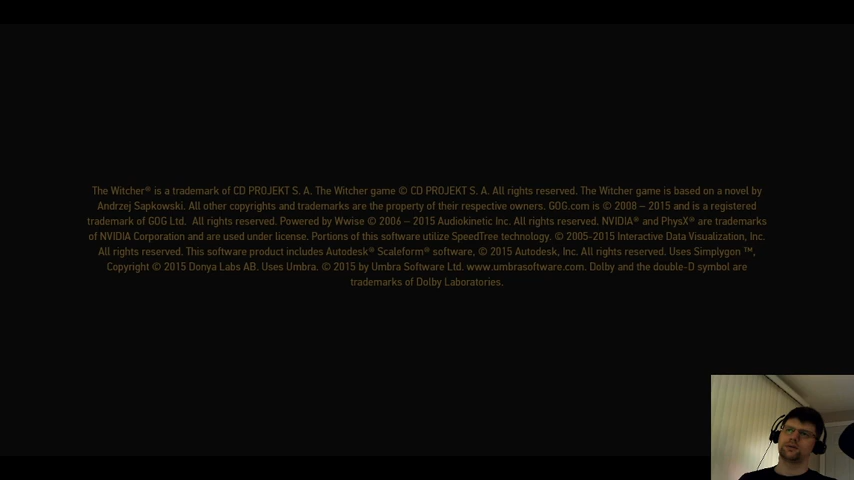 The Witcher® is a trademark of CD PROJEKT S. A. The Witcher game © CD PROJEKT S. A. All rights reserved. The Witcher game is based on a novel by
Andrzej Sapkowski. All other copyrights and trademarks are the property of their respective owners. GOG.com is © 2008 – 2015 and is a registered
trademark of GOG Ltd.  All rights reserved. Powered by Wwise © 2006 – 2015 Audiokinetic Inc. All rights reserved. NVIDIA® and PhysX® are trademarks
of NVIDIA Corporation and are used under license. Portions of this software utilize SpeedTree technology. © 2005-2015 Interactive Data Visualization, Inc.
All rights reserved. This software product includes Autodesk® Scaleform® software, © 2015 Autodesk, Inc. All rights reserved. Uses Simplygon ™,
Copyright © 2015 Donya Labs AB. Uses Umbra. © 2015 by Umbra Software Ltd. www.umbrasoftware.com. Dolby and the double-D symbol are
trademarks of Dolby Laboratories.